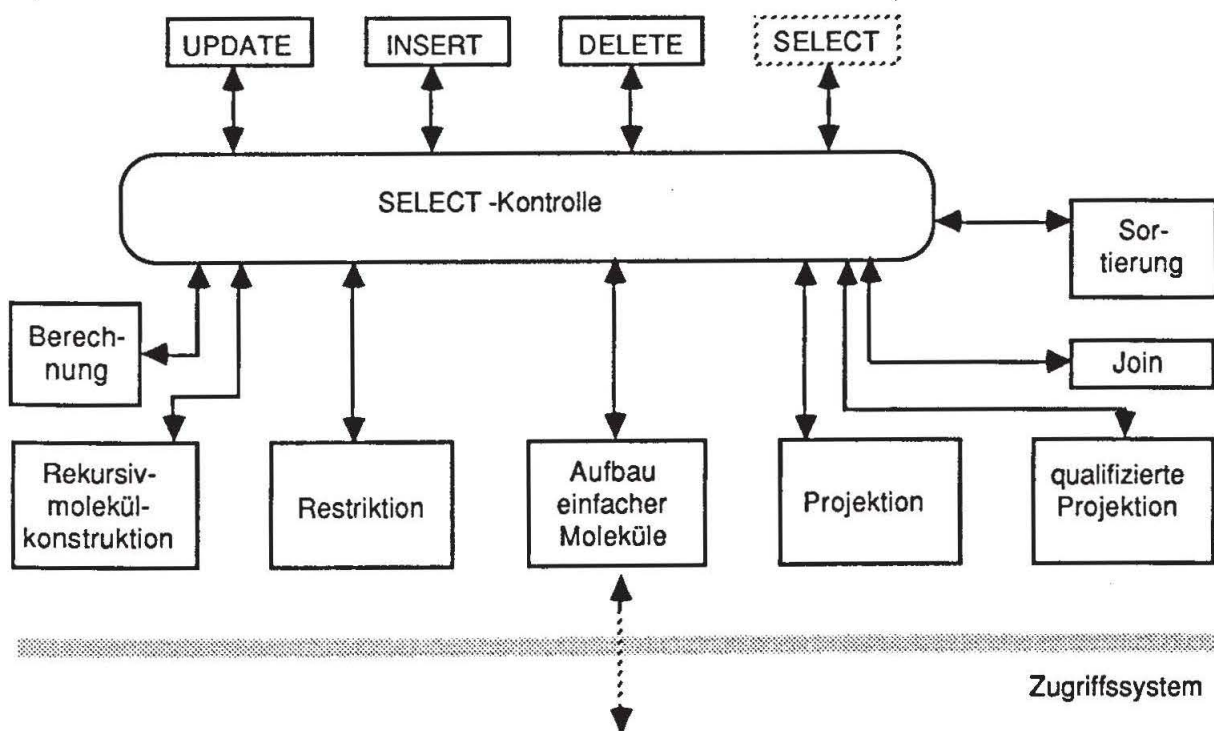 UPDATE
INSERT
DELETE
SELECT
SELECT -Kontrolle
Sor-
tierung
Berech-
nung
Join
Rekursiv-
molekül-
konstruktion
Restriktion
Aufbau
einfacher
Moleküle
Projektion
qualifizierte
Projektion
Zugriffssystem